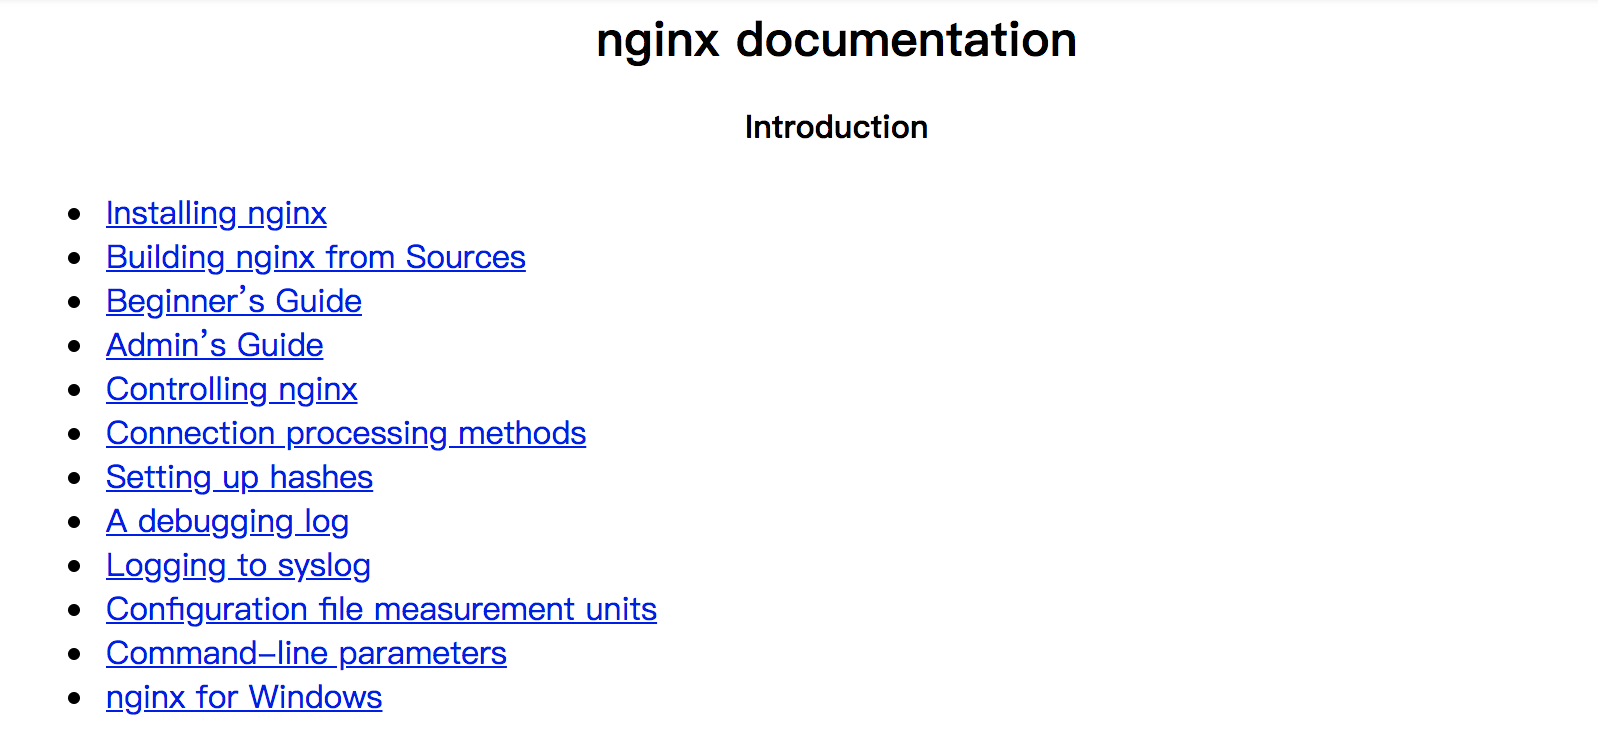 nginx documentation
Introduction
Installing nginx
Building nginx from Sources
Beginner’s Guide
Admin’s Guide
Controlling nginx
Connection processing methods
Setting up hashes
A debugging log
Logging to syslog
Configuration file measurement units
Command-line parameters
nginx for Windows